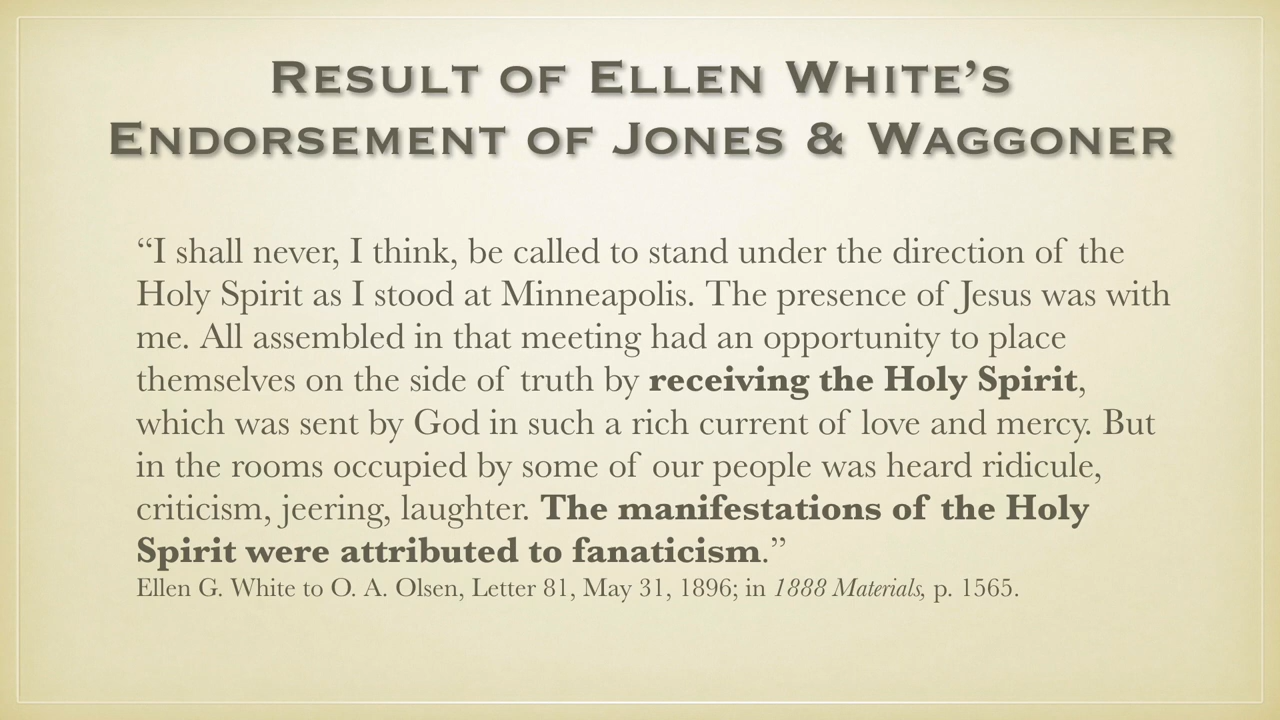 Result of Ellen White’s
Endorsement of Jones & Waggoner
“I shall never, I think, be called to stand under the direction of the
Holy Spirit as I stood at Minneapolis. The presence of Jesus was with
me. All assembled in that meeting had an opportunity to place
themselves on the side of truth by receiving the Holy Spirit,
which was sent by God in such a rich current of love and mercy. But
in the rooms occupied by some of our people was heard ridicule,
criticism, jeering, laughter. The manifestations of the Holy
Spirit were attributed to fanaticism.”
Ellen G. White to O. A. Olsen, Letter 81, May 31, 1896; in 1888 Materials, p. 1565.